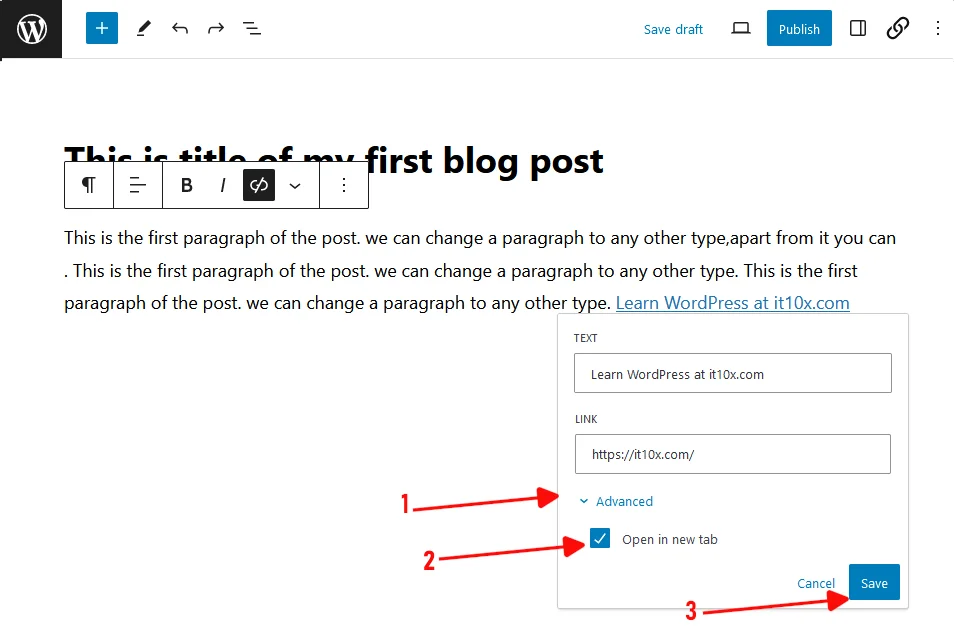 Save draft
Publish
This is title of my first blog post
B I
This is the first paragraph of the post. we can change a paragraph to any other type,apart from it you can
. This is the first paragraph of the post. we can change a paragraph to any other type. This is the first
paragraph of the post. we can change a paragraph to any other type. Learn WordPress at it10x.com
TEXT
Learn WordPress at it10x.com
LINK
https://it10x.com/
1
Advanced
2
Open in new tab
Cancel
Save
3